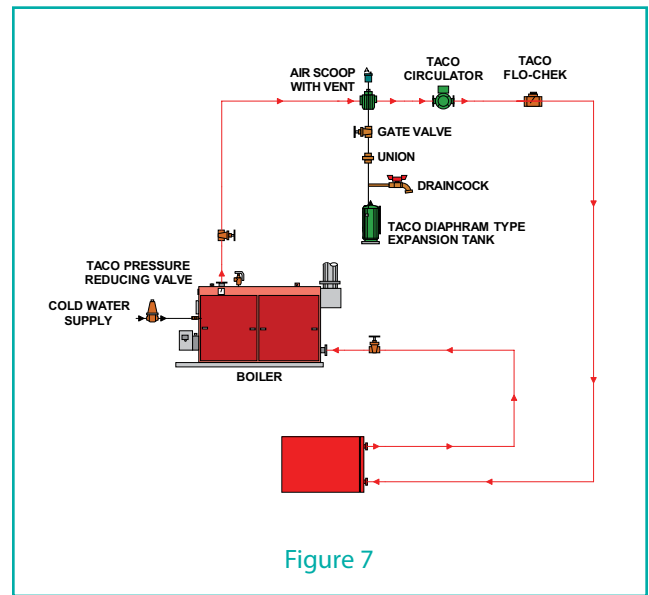 AIR SCOOP
WITH VENT
TACO
CIRCULATOR
TACO
FLO-CHEK
GATE VALVE
UNION
DRAINCOCK
TACO DIAPHRAM TYPE
EXPANSION TANK
TACO PRESSURE
REDUCING VALVE
COLD WATER
SUPPLY
BOILER
Figure 7